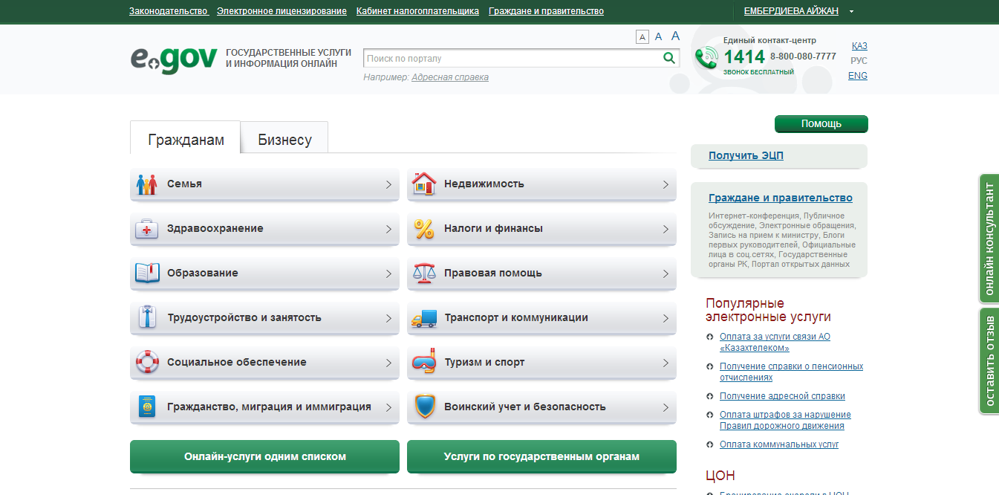 Законодательство Электронное лицензирование Кабинет налогоплательщика Граждане и правительство ЕМБЕРДИЕВА АЙЖАН
A A A
e.gov
ГОСУДАРСТВЕННЫЕ УСЛУГИ
И ИНФОРМАЦИЯ ОНЛАЙН
Поиск по порталу
Например: Адресная справка
Единый контакт-центр
1414 8-800-080-7777
ЗВОНОК БЕСПЛАТНЫЙ
ҚАЗ
РУС
ENG
Гражданам Бизнесу
Семья Недвижимость
Здравоохранение Налоги и финансы
Образование Правовая помощь
Трудоустройство и занятость Транспорт и коммуникации
Социальное обеспечение Туризм и спорт
Гражданство, миграция и иммиграция Воинский учет и безопасность
Онлайн-услуги одним списком Услуги по государственным органам
Помощь
Получить ЭЦП
Граждане и правительство
Интернет-конференция, Публичное
обсуждение, Электронные обращения,
Запись на прием к министру, Блоги
первых руководителей, Официальные
лица в соц.сетях, Государственные
органы РК, Портал открытых данных
Популярные
электронные услуги
Оплата за услуги связи АО
«Казахтелеком»
Получение справки о пенсионных
отчислениях
Получение адресной справки
Оплата штрафов за нарушение
Правил дорожного движения
Оплата коммунальных услуг
ЦОН
Бронирование очереди в ЦОН
онлайн консультант
оставить отзыв